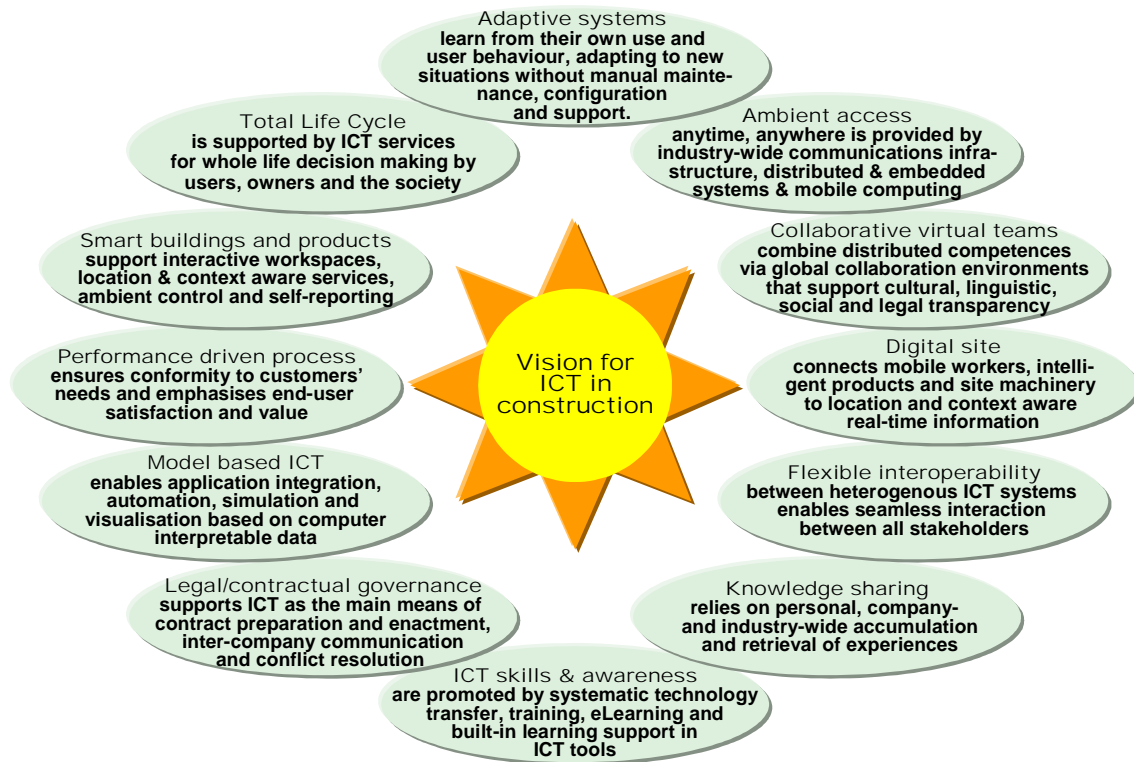 Adaptive systems
learn from their own use and
user behaviour, adapting to new
situations without manual mainte-
nance, configuration
and support.
Total Life Cycle
is supported by ICT services
for whole life decision making by
users, owners and the society
Ambient access
anytime, anywhere is provided by
industry-wide communications infra-
structure, distributed & embedded
systems & mobile computing
Smart buildings and products
support interactive workspaces,
location & context aware services,
ambient control and self-reporting
Collaborative virtual teams
combine distributed competences
via global collaboration environments
that support cultural, linguistic,
social and legal transparency
Performance driven process
ensures conformity to customers’
needs and emphasises end-user
satisfaction and value
Vision for
ICT in
construction
Digital site
connects mobile workers, intelli-
gent products and site machinery
to location and context aware
real-time information
Model based ICT
enables application integration,
automation, simulation and
visualisation based on computer
interpretable data
Flexible interoperability
between heterogenous ICT systems
enables seamless interaction
between all stakeholders
Legal/contractual governance
supports ICT as the main means of
contract preparation and enactment,
inter-company communication
and conflict resolution
Knowledge sharing
relies on personal, company-
and industry-wide accumulation
and retrieval of experiences
ICT skills & awareness
are promoted by systematic technology
transfer, training, eLearning and
built-in learning support in
ICT tools